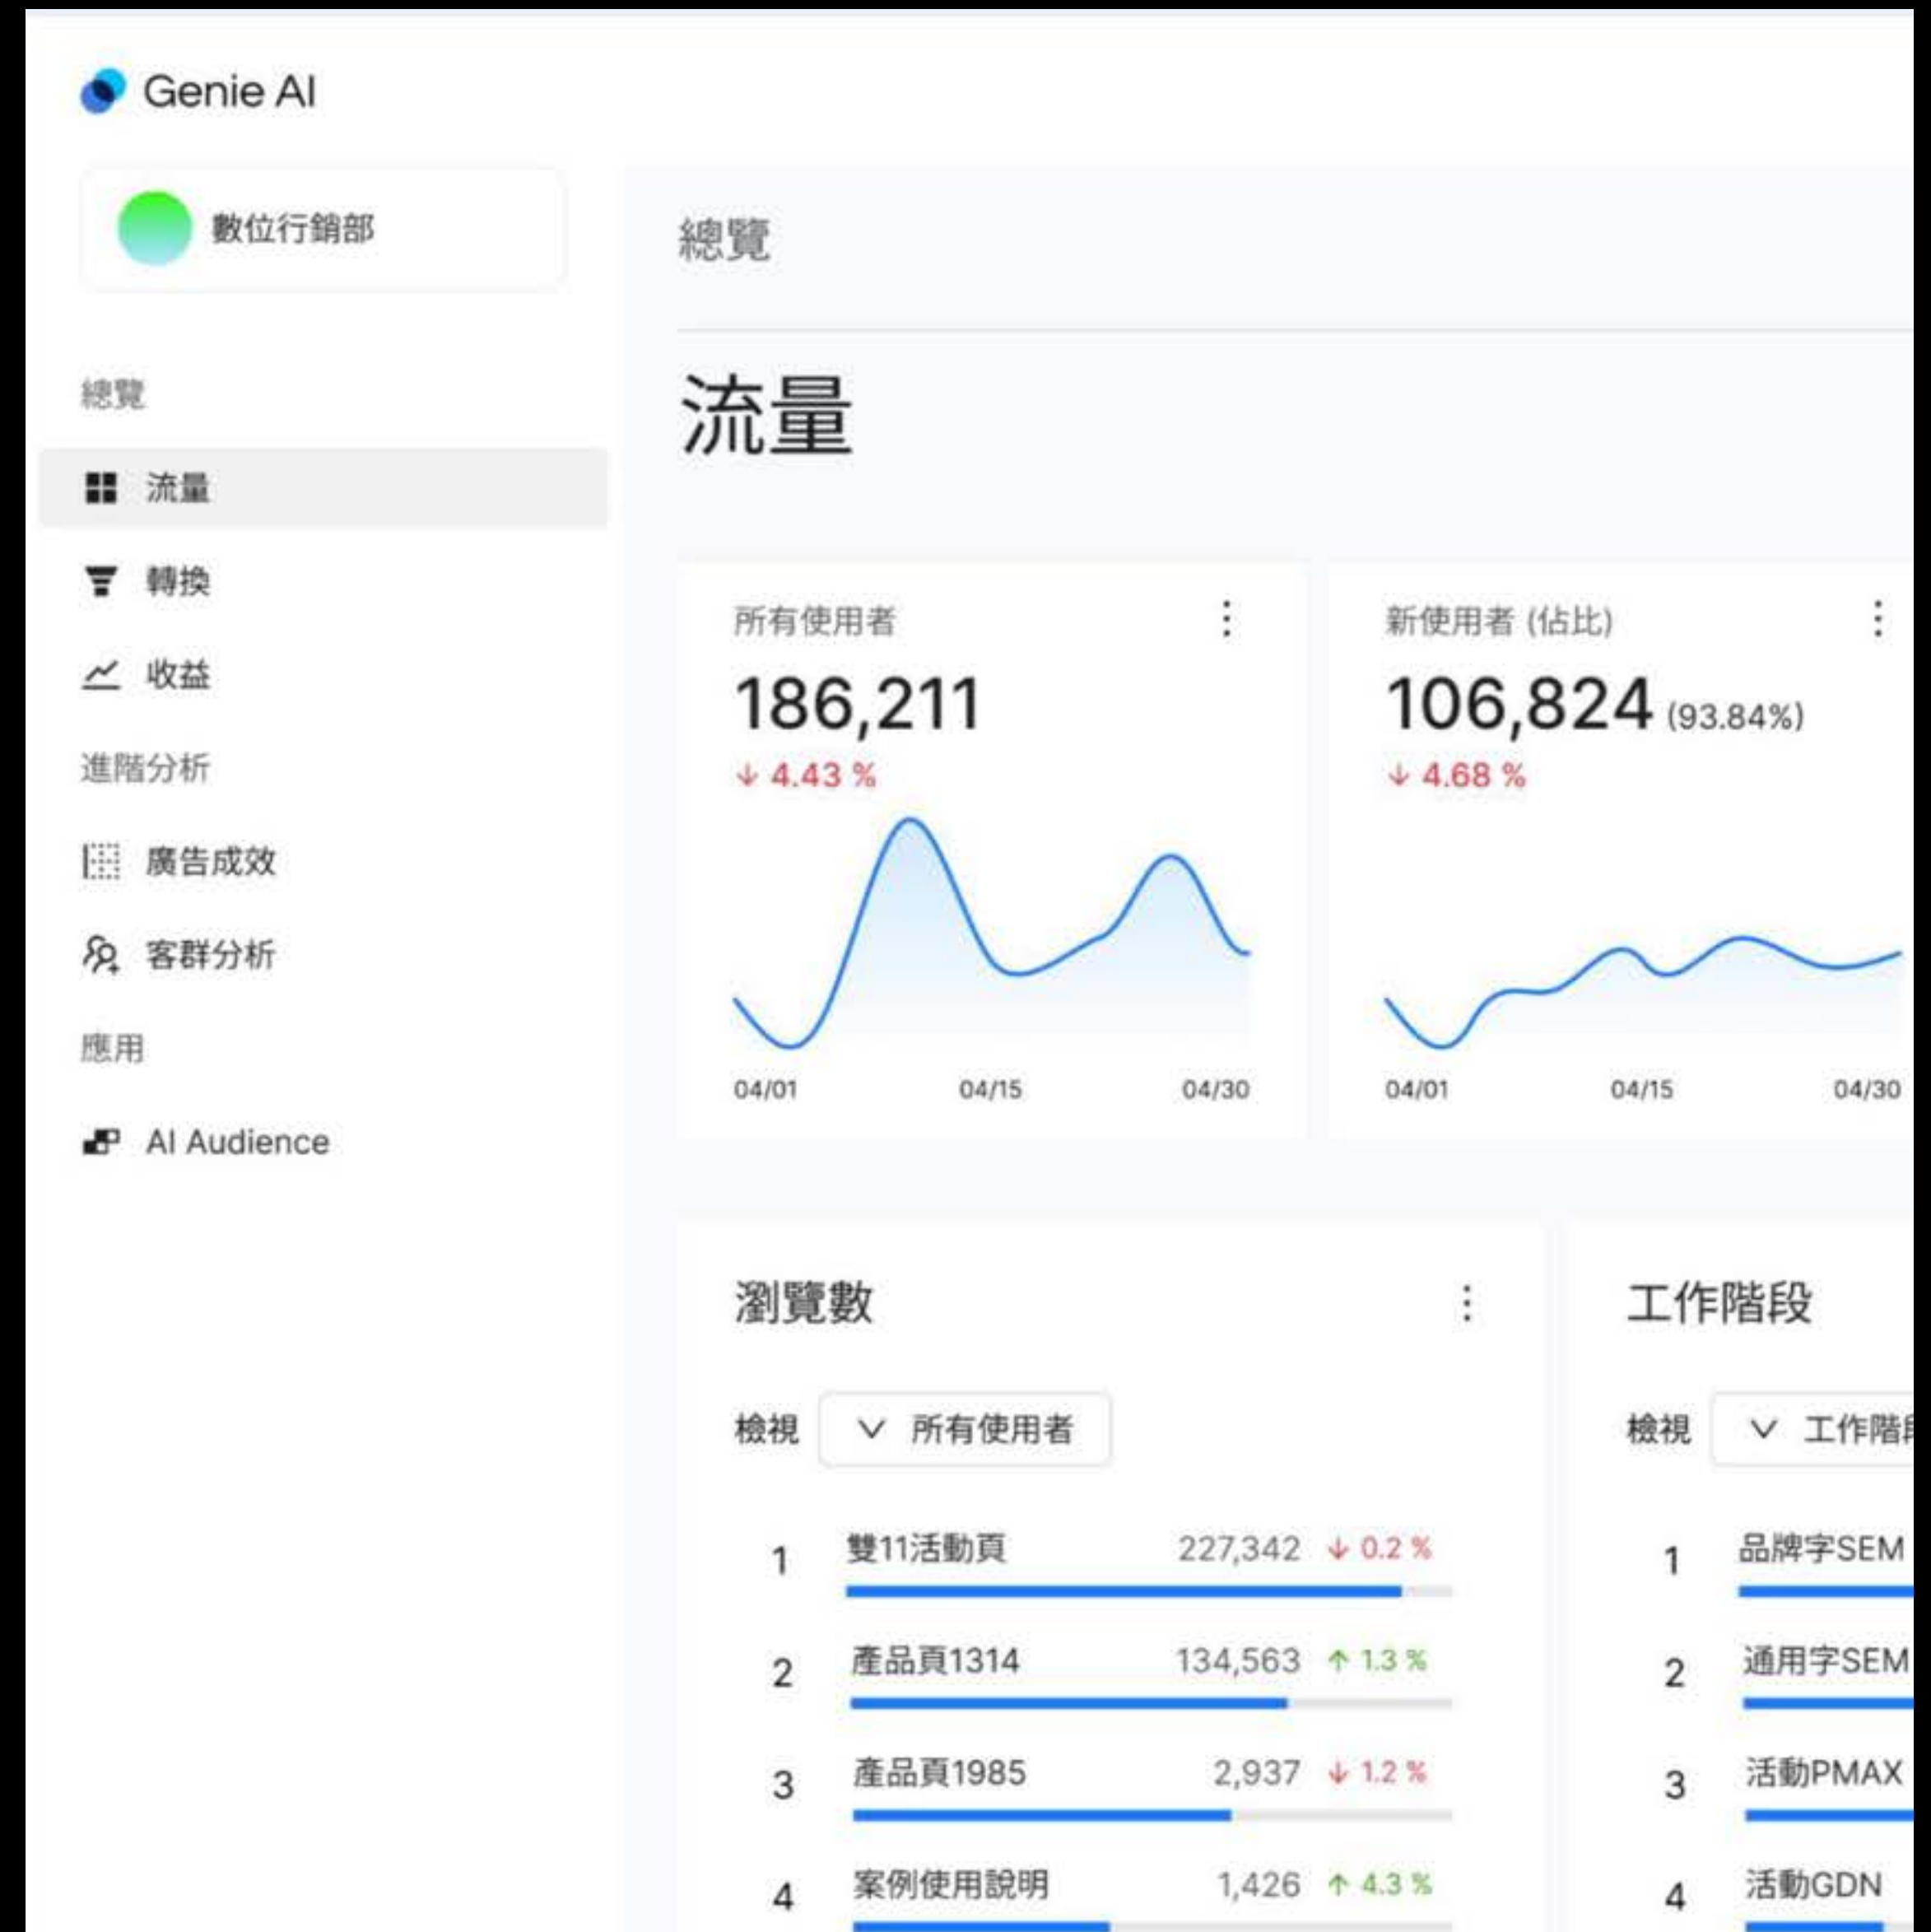 Genie AI
數位行銷部
總覽
流量
轉換
收益
進階分析
廣告成效
客群分析
應用
AI Audience
總覽
流量
所有使用者
186,211
↓ 4.43 %
04/01 04/15 04/30
新使用者 (佔比)
106,824 (93.84%)
↓ 4.68 %
04/01 04/15 04/30
瀏覽數
檢視 所有使用者
1 雙11活動頁 227,342 ↓ 0.2 %
2 產品頁1314 134,563 ↑ 1.3 %
3 產品頁1985 2,937 ↓ 1.2 %
4 案例使用說明 1,426 ↑ 4.3 %
工作階段
檢視 工作階段
1 品牌字SEM
2 通用字SEM
3 活動PMAX
4 活動GDN